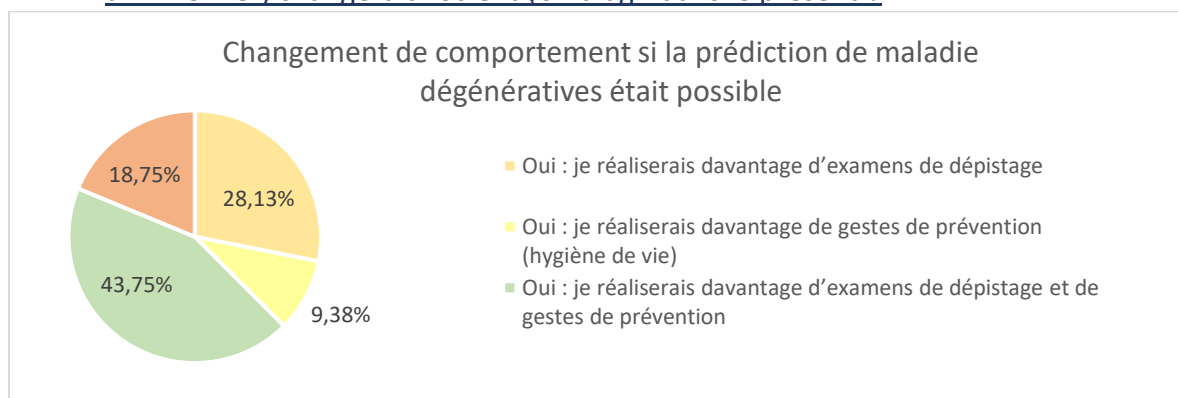 Changement de comportement si la prédiction de maladie
dégénératives était possible
18,75%
28,13%
43,75%
9,38%
Oui : je réaliserais davantage d’examens de dépistage
Oui : je réaliserais davantage de gestes de prévention
(hygiène de vie)
Oui : je réaliserais davantage d’examens de dépistage et de
gestes de prévention